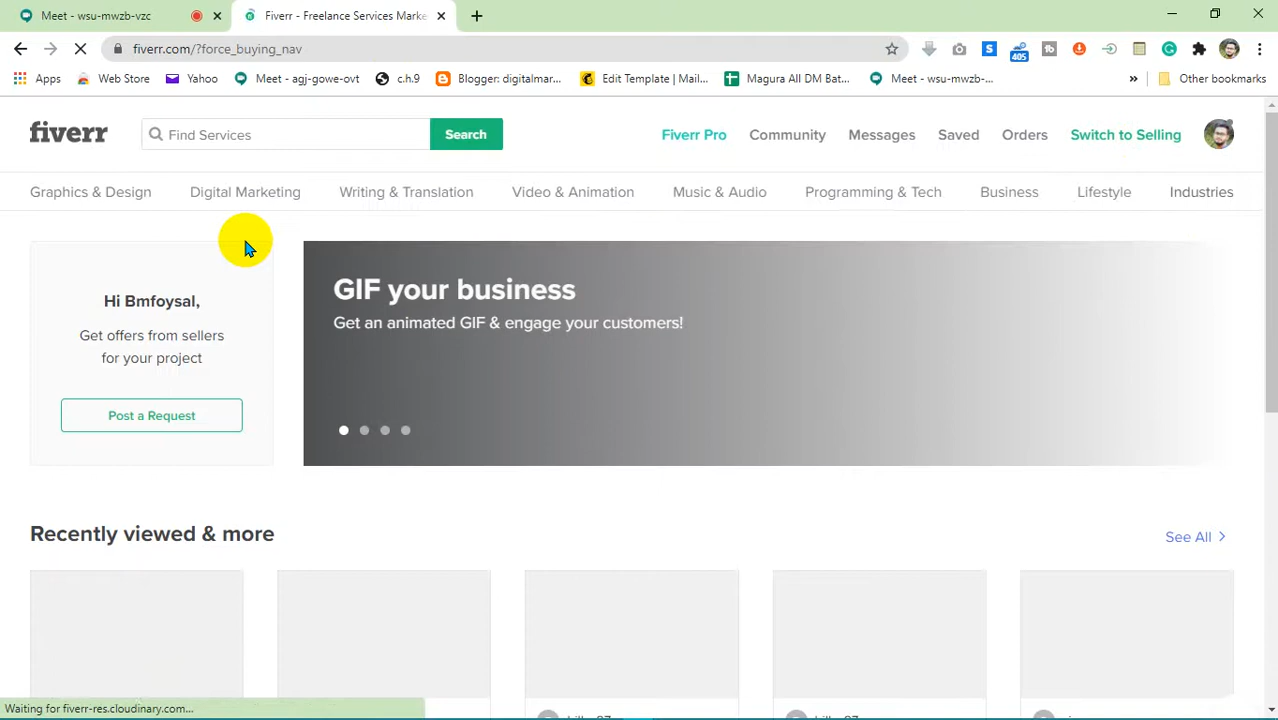 Meet - wsu-mwzb-vzc
Fiverr - Freelance Services Marke
fiverr.com/?force_buying_nav
405
Apps
Web Store
Yahoo
Meet - agj-gowe-ovt
c.h.9
Blogger: digitalmar...
Edit Template | Mail...
Magura All DM Bat...
Meet - wsu-mwzb-...
»
Other bookmarks
fiverr
Find Services
Search
Fiverr Pro
Community
Messages
Saved
Orders
Switch to Selling
Graphics & Design
Digital Marketing
Writing & Translation
Video & Animation
Music & Audio
Programming & Tech
Business
Lifestyle
Industries
Hi Bmfoysal,
Get offers from sellers
for your project
Post a Request
GIF your business
Get an animated GIF & engage your customers!
Recently viewed & more
See All >
Waiting for fiverr-res.cloudinary.com...